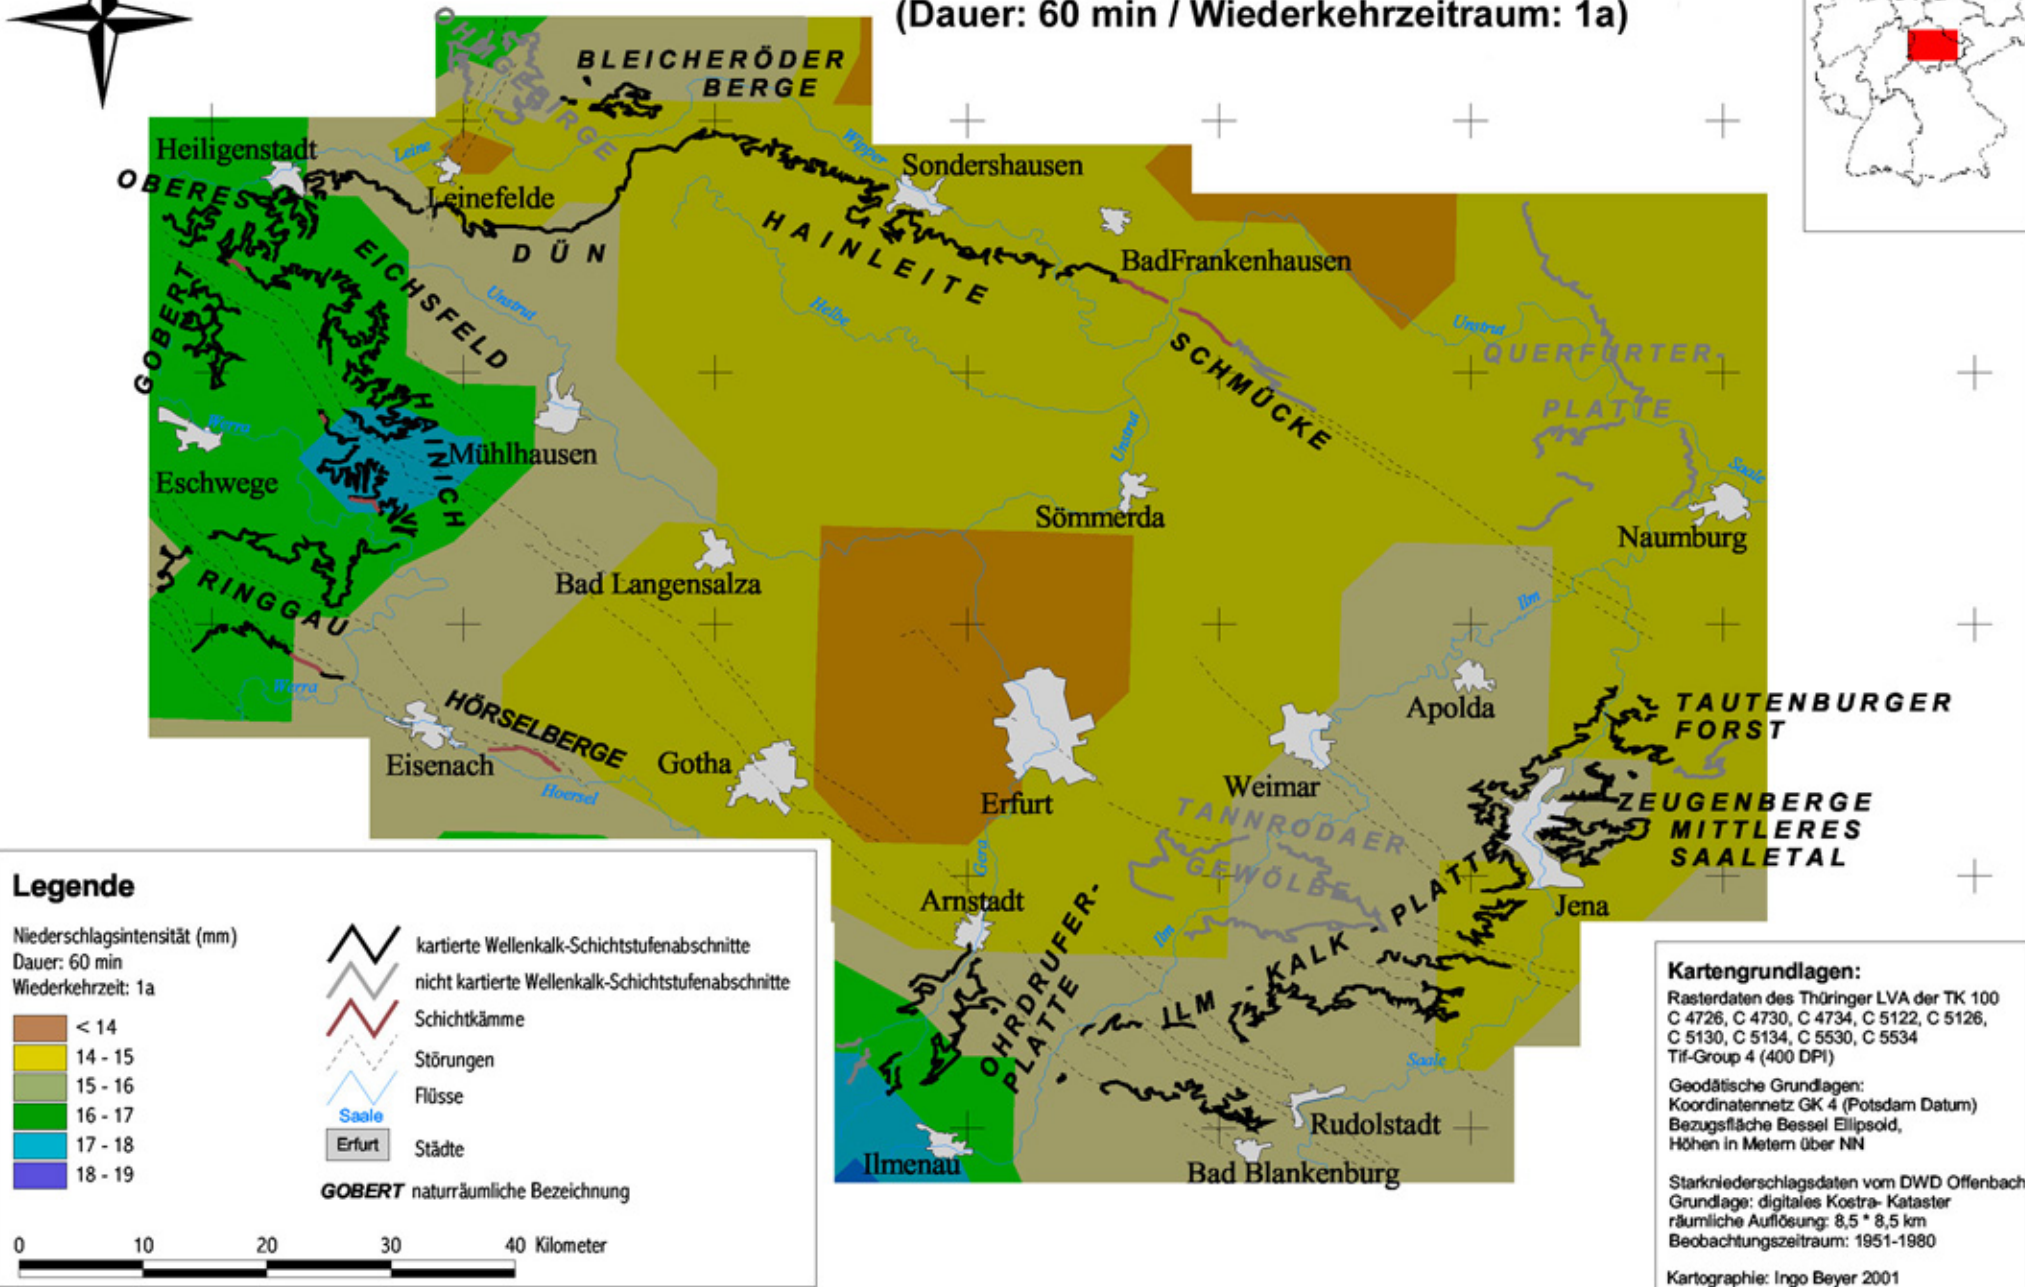 (Dauer: 60 min / Wiederkehrzeitraum: 1a)
OHMGEBIRGE
BLEICHERÖDER
BERGE
Heiligenstadt
Leine
Wipper
Sondershausen
OBERES
Leinefelde
EICHSFELD
DÜN
HAINLEITE
BadFrankenhausen
GOBERT
Unstrut
Helbe
Unstrut
QUERFURTER-
PLATTE
SCHMÜCKE
Werra
HAINICH
Mühlhausen
Unstrut
Saale
Eschwege
Sömmerda
Naumburg
RINGGAU
Bad Langensalza
Ilm
Werra
HÖRSELBERGE
Apolda
TAUTENBURGER
FORST
Eisenach
Gotha
Hoersel
Erfurt
Weimar
TANNRODAER
GEWÖLBE
ZEUGENBERGE
MITTLERES
SAALETAL
Gera
Arnstadt
Jena
Ilm
OHRDRUFER-
PLATTE
ILM - KALK - PLATTE
Saale
Rudolstadt
Ilmenau
Bad Blankenburg
Legende
Niederschlagsintensität (mm)
Dauer: 60 min
Wiederkehrzeit: 1a
< 14
14 - 15
15 - 16
16 - 17
17 - 18
18 - 19
kartierte Wellenkalk-Schichtstufenabschnitte
nicht kartierte Wellenkalk-Schichtstufenabschnitte
Schichtkämme
Störungen
Flüsse
Saale
Erfurt
Städte
GOBERT naturräumliche Bezeichnung
0 10 20 30 40 Kilometer
Kartengrundlagen:
Rasterdaten des Thüringer LVA der TK 100
C 4726, C 4730, C 4734, C 5122, C 5126,
C 5130, C 5134, C 5530, C 5534
Tif-Group 4 (400 DPI)
Geodätische Grundlagen:
Koordinatennetz GK 4 (Potsdam Datum)
Bezugsfläche Bessel Ellipsoid,
Höhen in Metern über NN
Starkniederschlagsdaten vom DWD Offenbach
Grundlage: digitales Kostra- Kataster
räumliche Auflösung: 8,5 * 8,5 km
Beobachtungszeitraum: 1951-1980
Kartographie: Ingo Beyer 2001